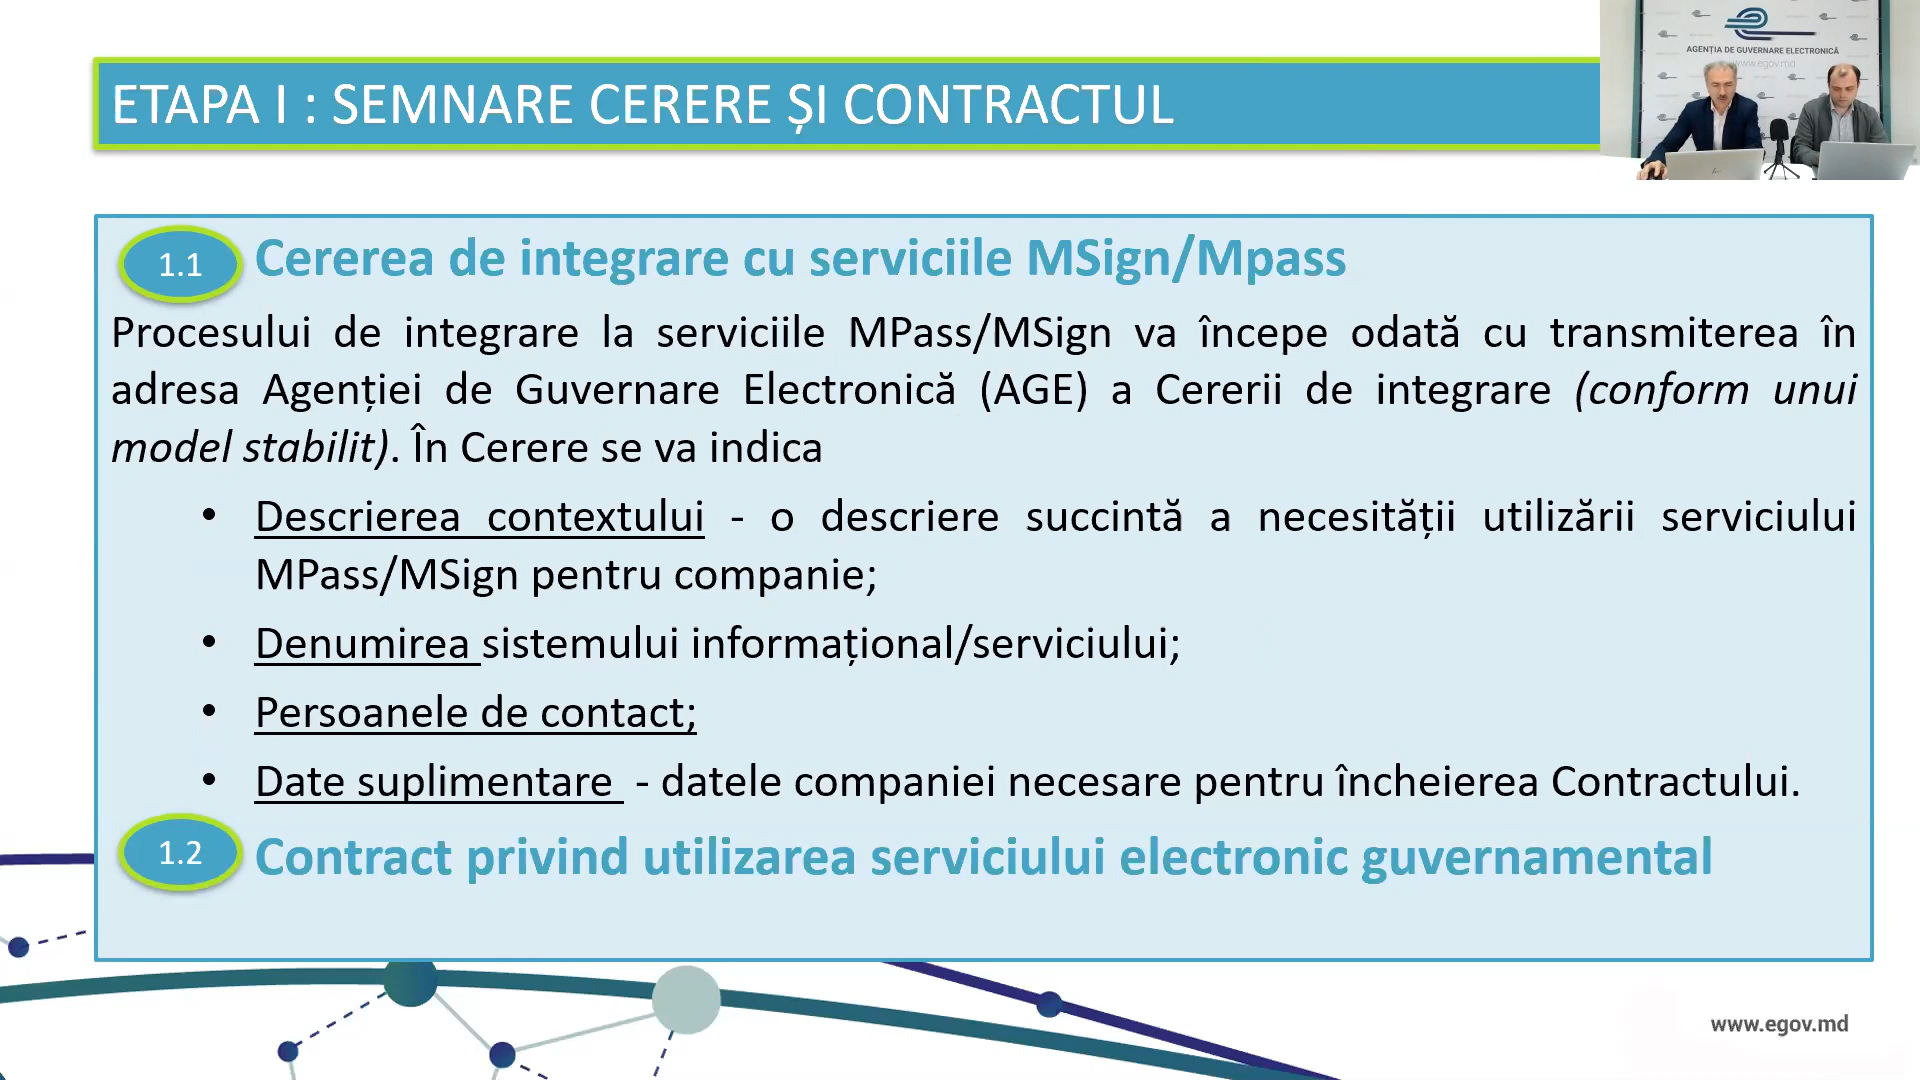 AGENȚIA DE GUVERNARE ELECTRONICĂ
www.egov.md
ETAPA I : SEMNARE CERERE ȘI CONTRACTUL
1.1
Cererea de integrare cu serviciile MSign/Mpass
Procesului de integrare la serviciile MPass/MSign va începe odată cu transmiterea în
adresa Agenției de Guvernare Electronică (AGE) a Cererii de integrare (conform unui
model stabilit). În Cerere se va indica
• Descrierea contextului - o descriere succintă a necesității utilizării serviciului
MPass/MSign pentru companie;
• Denumirea sistemului informațional/serviciului;
• Persoanele de contact;
• Date suplimentare - datele companiei necesare pentru încheierea Contractului.
1.2
Contract privind utilizarea serviciului electronic guvernamental
www.egov.md